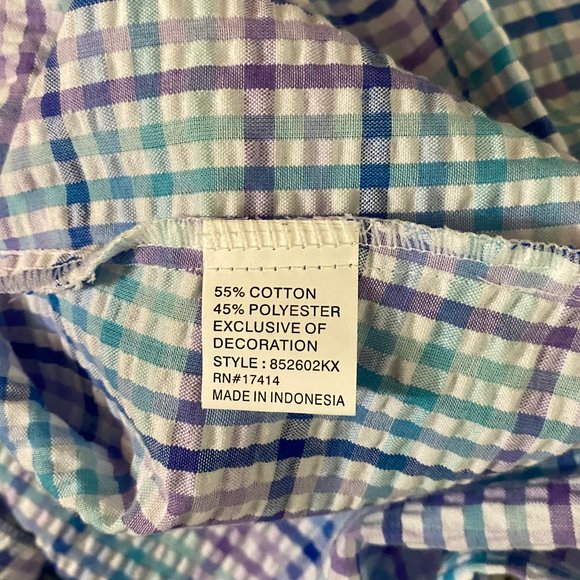 55% COTTON
45% POLYESTER
EXCLUSIVE OF
DECORATION
STYLE : 852602KX
RN#17414
MADE IN INDONESIA